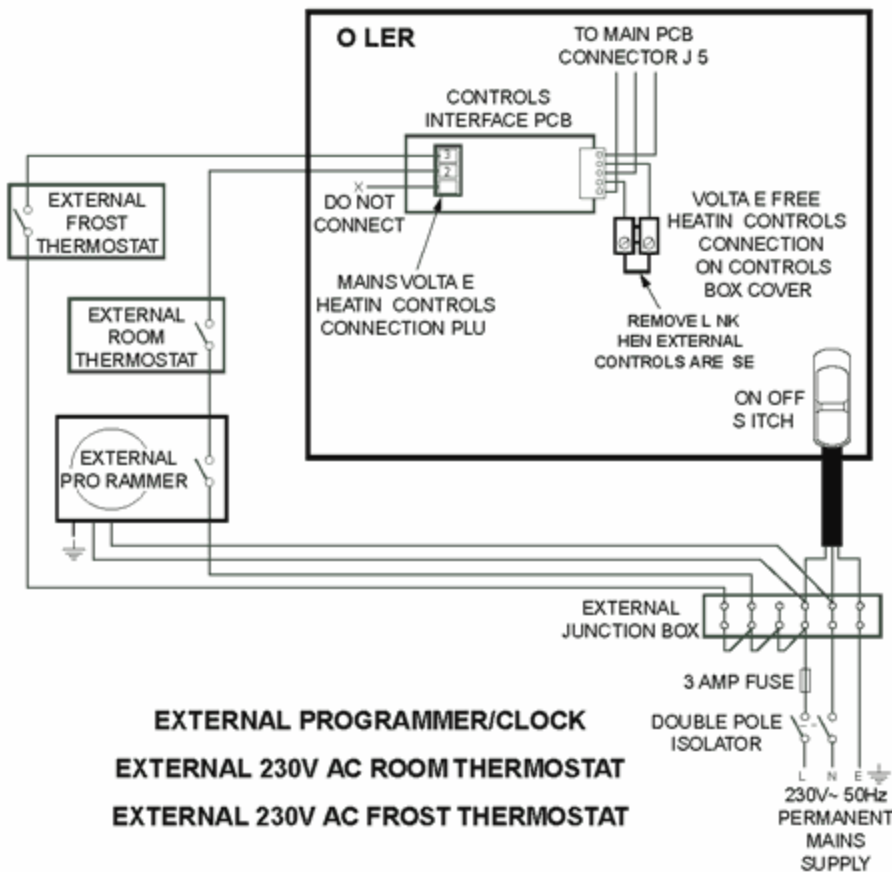 O LER
TO MAIN PCB
CONNECTOR J 5
CONTROLS
INTERFACE PCB
3
2
X
DO NOT
CONNECT
EXTERNAL
FROST
THERMOSTAT
VOLTA E FREE
HEATIN CONTROLS
CONNECTION
ON CONTROLS
BOX COVER
MAINS VOLTA E
HEATIN CONTROLS
CONNECTION PLU
REMOVE L NK
HEN EXTERNAL
CONTROLS ARE SE
EXTERNAL
ROOM
THERMOSTAT
ON OFF
S ITCH
EXTERNAL
PRO RAMMER
EXTERNAL
JUNCTION BOX
3 AMP FUSE
DOUBLE POLE
ISOLATOR
L N E
230V~ 50Hz
PERMANENT
MAINS
SUPPLY
EXTERNAL PROGRAMMER/CLOCK
EXTERNAL 230V AC ROOM THERMOSTAT
EXTERNAL 230V AC FROST THERMOSTAT